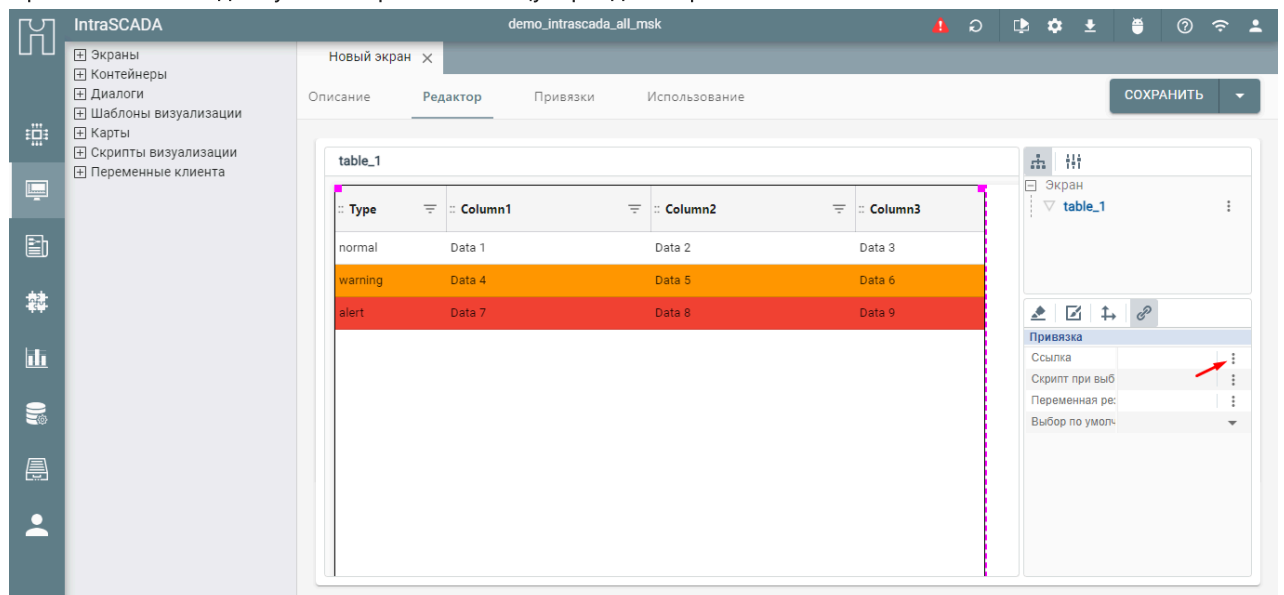 IntraSCADA
demo_intrascada_all_msk
Экраны
Контейнеры
Диалоги
Шаблоны визуализации
Карты
Скрипты визуализации
Переменные клиента
Новый экран
Описание Редактор Привязки Использование
СОХРАНИТЬ
table_1
Type Column1 Column2 Column3
normal Data 1 Data 2 Data 3
warning Data 4 Data 5 Data 6
alert Data 7 Data 8 Data 9
Экран
table_1
Привязка
Ссылка
Скрипт при выб
Переменная ре
Выбор по умолч